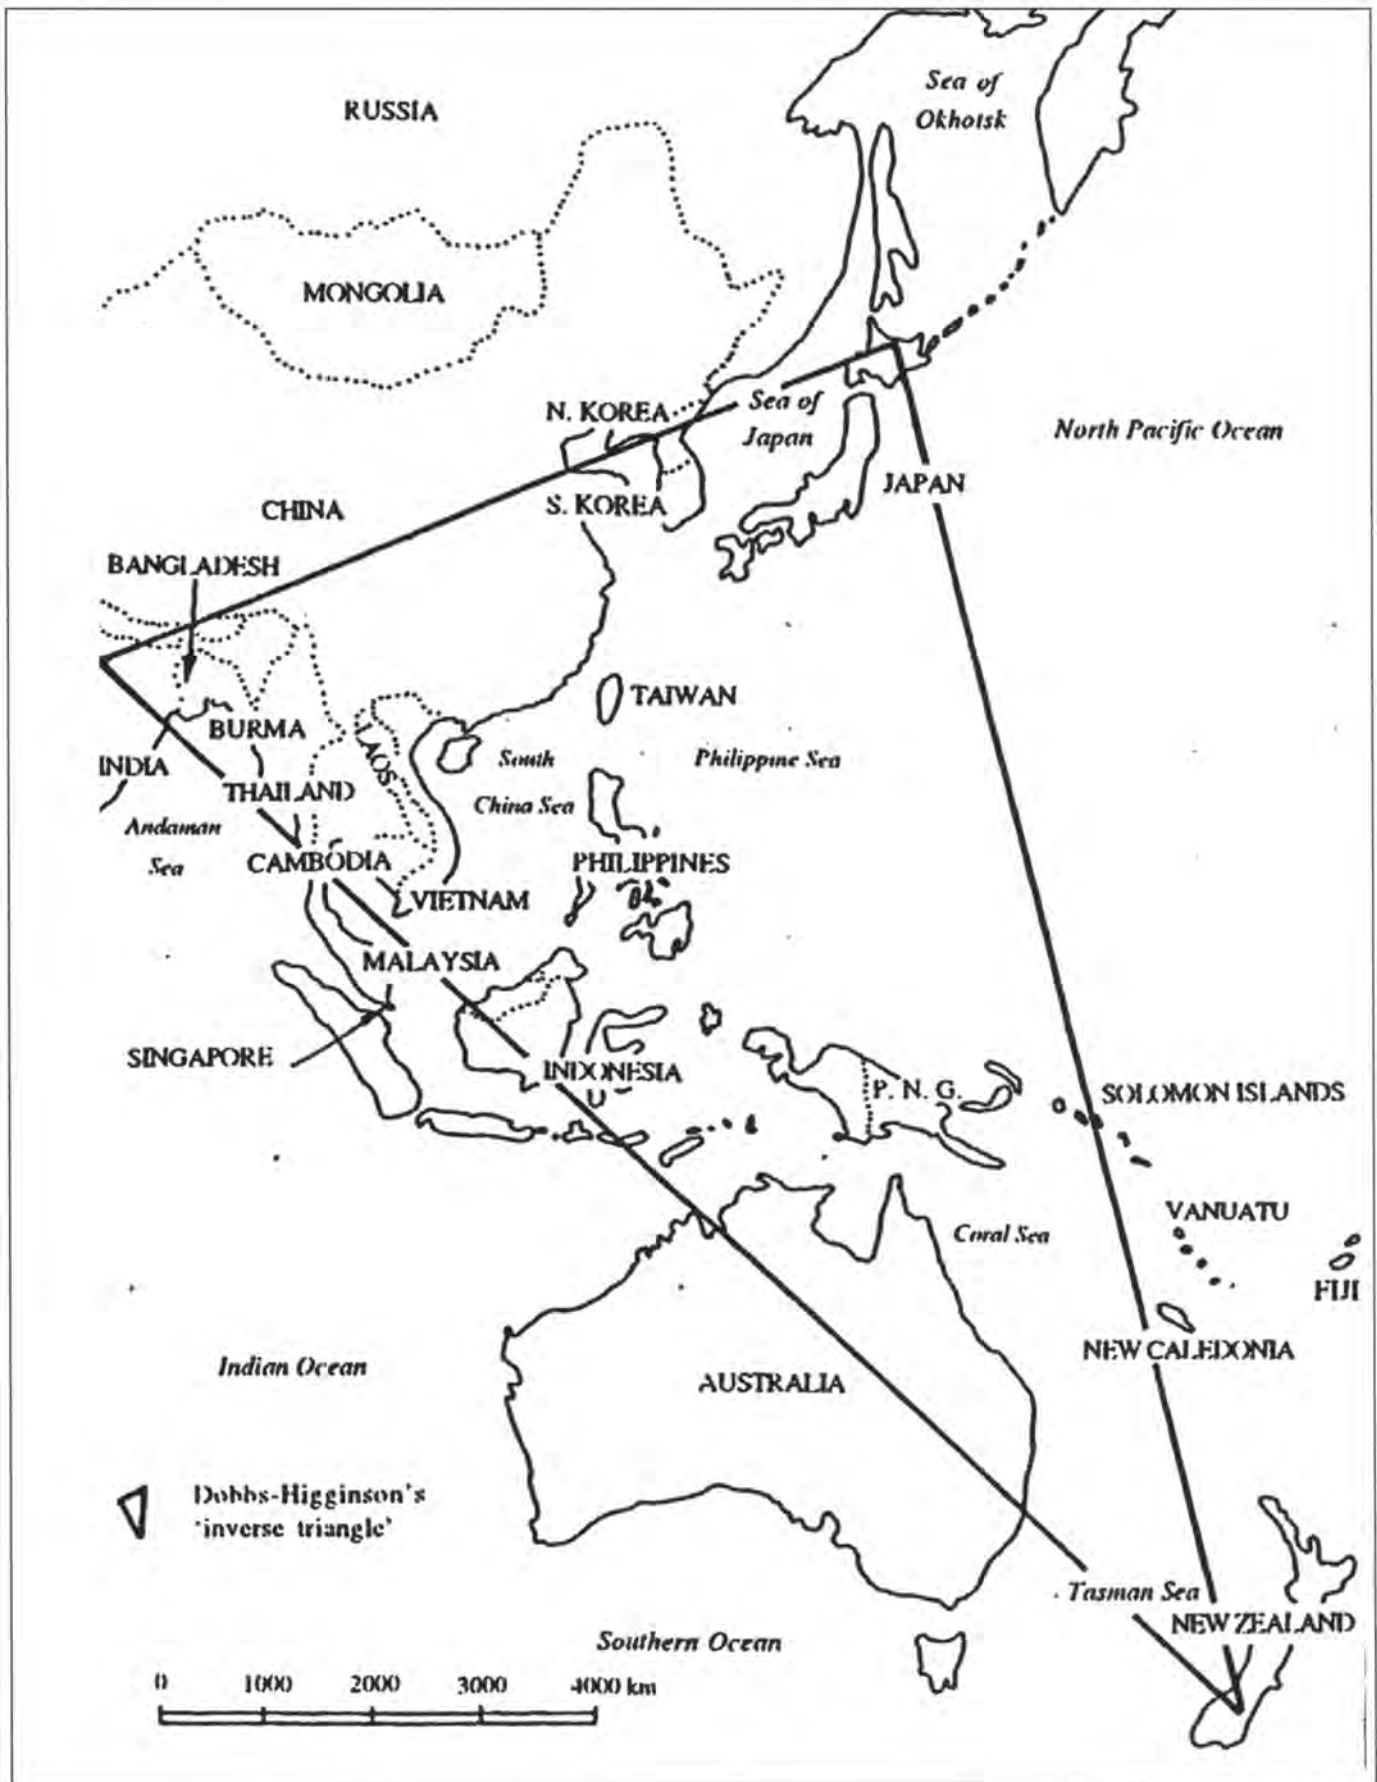 Sea of
Okhotsk
RUSSIA
MONGOLIA
N. KOREA
Sea of
Japan
North Pacific Ocean
JAPAN
S. KOREA
CHINA
BANGLADESH
TAIWAN
BURMA
LAOS
INDIA
South
China Sea
Philippine Sea
THAILAND
Andaman
Sea
CAMBODIA
PHILIPPINES
VIETNAM
MALAYSIA
SINGAPORE
INDONESIA
P. N. G.
SOLOMON ISLANDS
VANUATU
Coral Sea
FIJI
NEW CALEDONIA
Indian Ocean
AUSTRALIA
Dobbs-Higginson's
'inverse triangle'
Tasman Sea
NEW ZEALAND
Southern Ocean
0 1000 2000 3000 4000 km